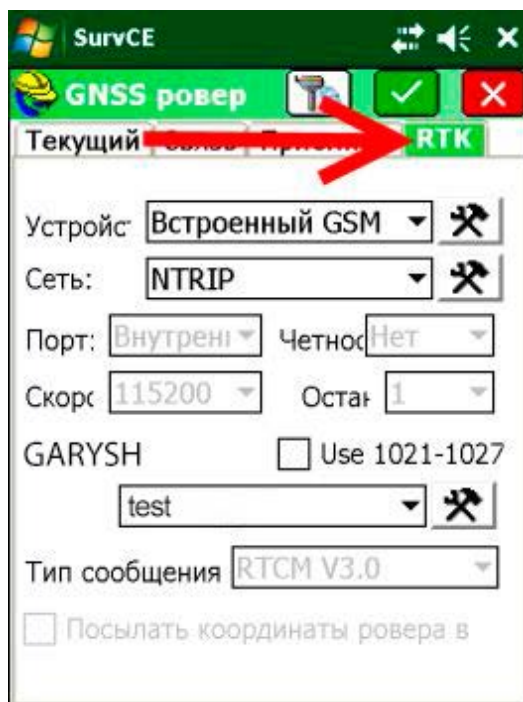 SurvCE
GNSS ровер
Текущий RTK
Устройс Встроенный GSM
Сеть: NTRIP
Порт: Внутрені Четнос Нет
Скорс 115200 Остан 1
GARYSH Use 1021-1027
test
Тип сообщения RTCM V3.0
Посылать координаты ровера в